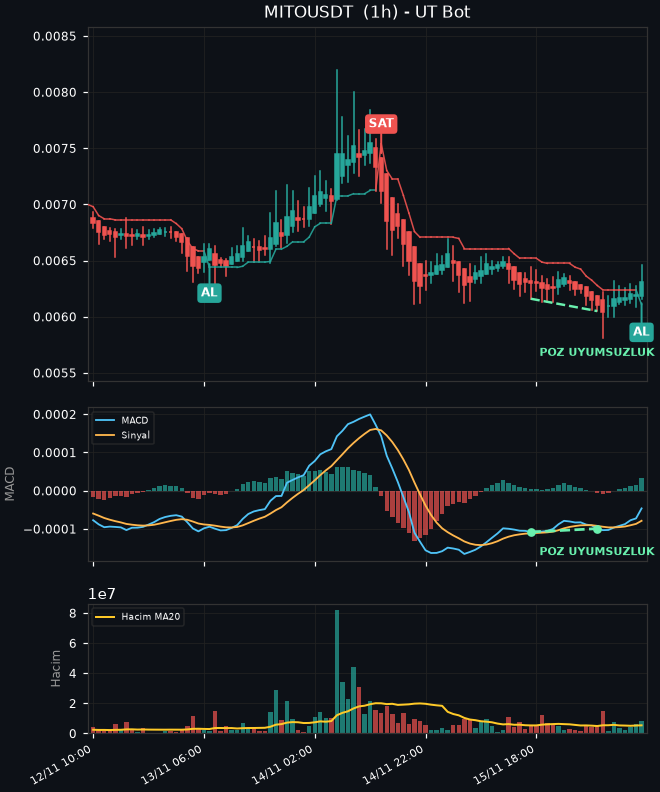 MITOUSDT (1h) - UT Bot
0.0085
0.0080
0.0075
0.0070
0.0065
0.0060
0.0055
SAT
AL
AL
POZ UYUMSUZLUK
MACD
0.0002
0.0001
0.0000
−0.0001
MACD
Sinyal
POZ UYUMSUZLUK
1e7
Hacim
8
6
4
2
0
Hacim MA20
12/11 10:00
13/11 06:00
14/11 02:00
14/11 22:00
15/11 18:00